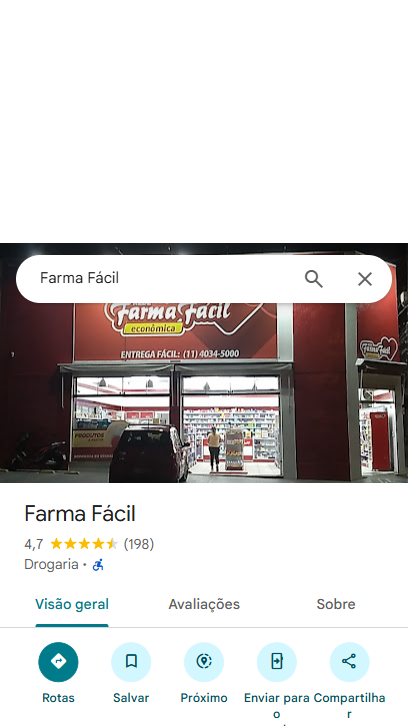 Farma Fácil
Farma Fácil
econômica
ENTREGA FÁCIL: (11) 4034-5000
Farma Fácil
PRODUTOS
Farma Fácil
4,7 (198)
Drogaria ·
Visão geral Avaliações Sobre
Rotas Salvar Próximo Enviar para o Compartilhar